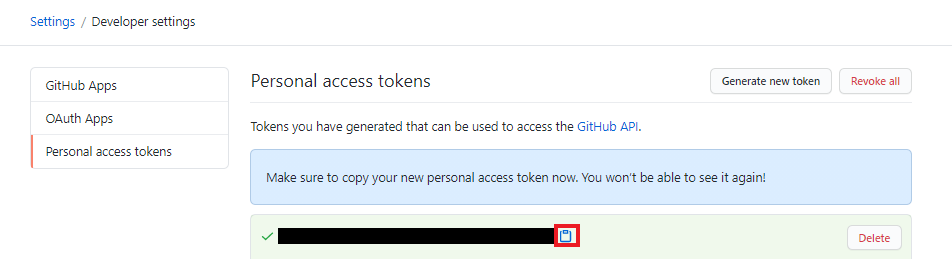 Settings / Developer settings
GitHub Apps
OAuth Apps
Personal access tokens
Personal access tokens
Generate new token
Revoke all
Tokens you have generated that can be used to access the GitHub API.
Make sure to copy your new personal access token now. You won't be able to see it again!
Delete